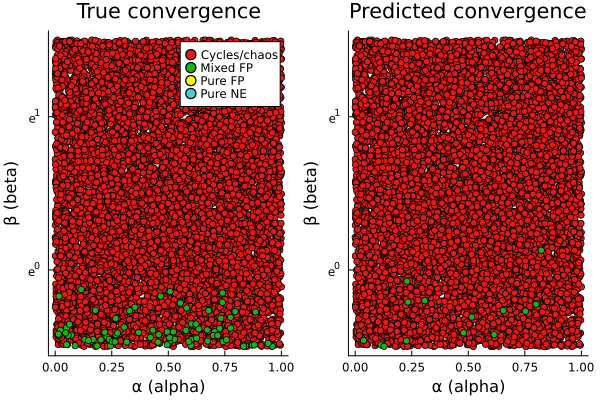 True convergence
Predicted convergence
Cycles/chaos
Mixed FP
Pure FP
Pure NE
β (beta)
e¹
e⁰
0.00 0.25 0.50 0.75 1.00
α (alpha)
β (beta)
e¹
e⁰
0.00 0.25 0.50 0.75 1.00
α (alpha)